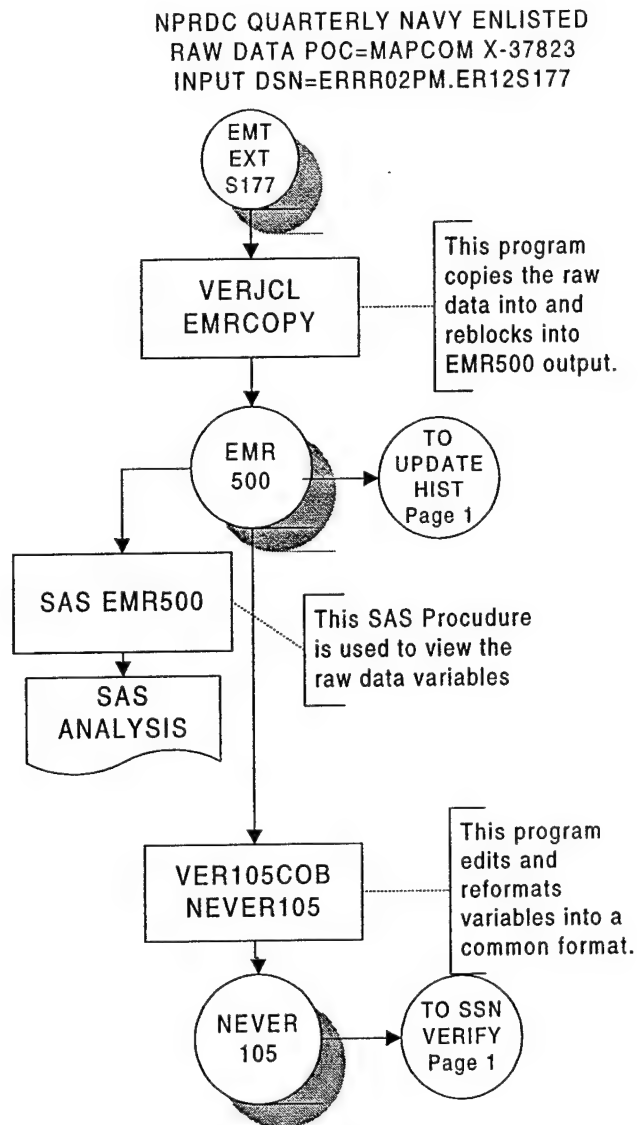 NPRDC QUARTERLY NAVY ENLISTED
RAW DATA POC=MAPCOM X-37823
INPUT DSN=ERRR02PM.ER12S177
EMT
EXT
S177
VERJCL
EMRCOPY
This program
copies the raw
data into and
reblocks into
EMR500 output.
EMR
500
TO
UPDATE
HIST
Page 1
SAS EMR500
This SAS Procudure
is used to view the
raw data variables
SAS
ANALYSIS
VER105COB
NEVER105
This program
edits and
reformats
variables into a
common format.
NEVER
105
TO SSN
VERIFY
Page 1